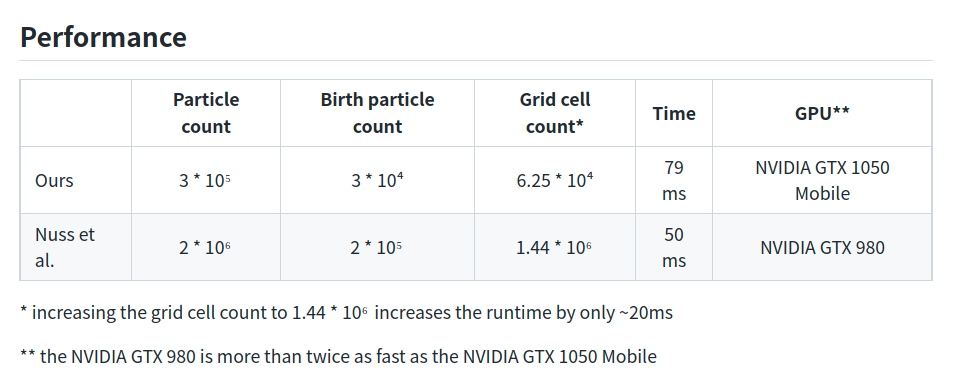 Performance
Particle count
Birth particle count
Grid cell count*
Time
GPU**
Ours
3 * 10⁵
3 * 10⁴
6.25 * 10⁴
79 ms
NVIDIA GTX 1050 Mobile
Nuss et al.
2 * 10⁶
2 * 10⁵
1.44 * 10⁶
50 ms
NVIDIA GTX 980
* increasing the grid cell count to 1.44 * 10⁶ increases the runtime by only ~20ms
** the NVIDIA GTX 980 is more than twice as fast as the NVIDIA GTX 1050 Mobile